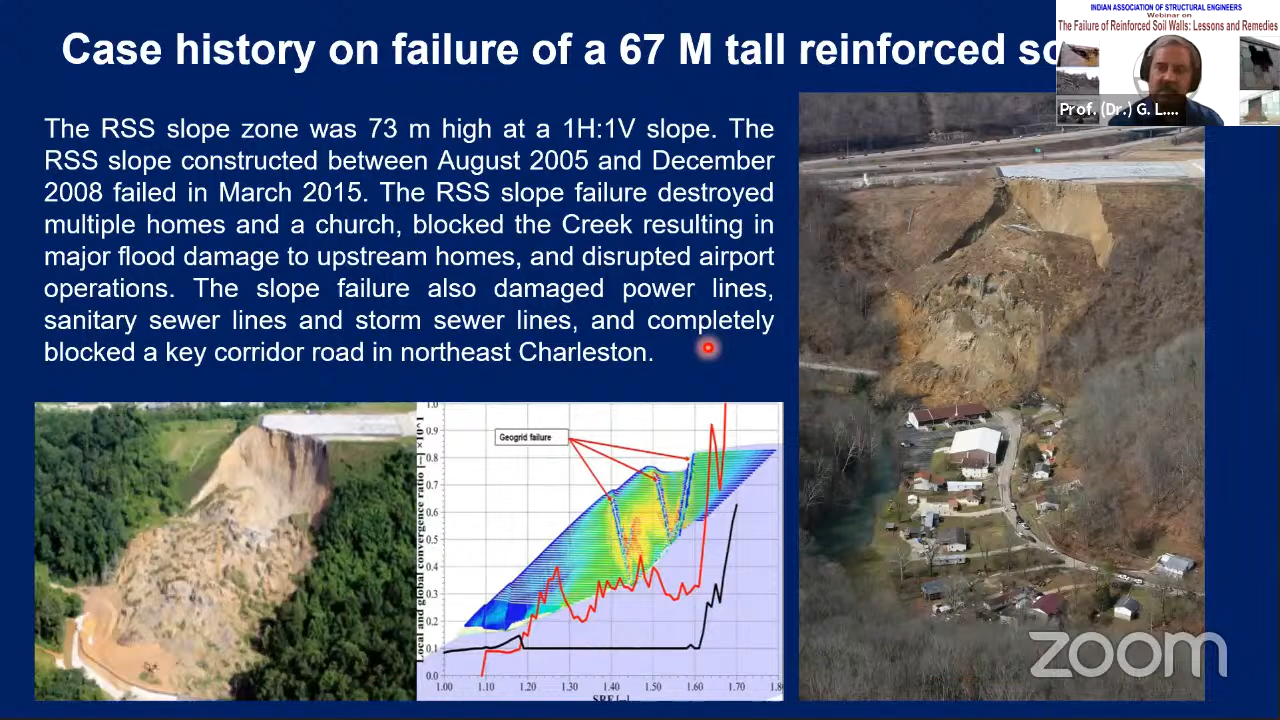 INDIAN ASSOCIATION OF STRUCTURAL ENGINEERS
Webinar on
The Failure of Reinforced Soil Walls: Lessons and Remedies
Prof. (Dr.) G. L....
Case history on failure of a 67 M tall reinforced so
The RSS slope zone was 73 m high at a 1H:1V slope. The
RSS slope constructed between August 2005 and December
2008 failed in March 2015. The RSS slope failure destroyed
multiple homes and a church, blocked the Creek resulting in
major flood damage to upstream homes, and disrupted airport
operations. The slope failure also damaged power lines,
sanitary sewer lines and storm sewer lines, and completely
blocked a key corridor road in northeast Charleston.
Local and global convergence ratio [--] ×10^1
1.0
0.9
0.8
0.7
0.6
0.5
0.4
0.3
0.2
0.1
0.0
Geogrid failure
1.00 1.10 1.20 1.30 1.40 1.50 1.60 1.70 1.8
SRF [--]
zoom